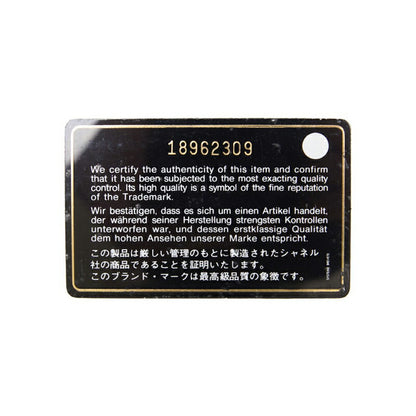 18962309
We certify the authenticity of this item and confirm
that it has been subjected to the most exacting quality
control. Its high quality is a symbol of the fine reputation
of the Trademark.
Wir bestätigen, dass es sich um einen Artikel handelt,
der während seiner Herstellung strengsten Kontrollen
unterworfen war, und dessen erstklassige Qualität
dem hohen Ansehen unserer Marke entspricht.
この製品は厳しい管理のもとに製造されたシャネル
社の商品であることを証明いたします。
このブランド・マークは最高級品質の象徴です。